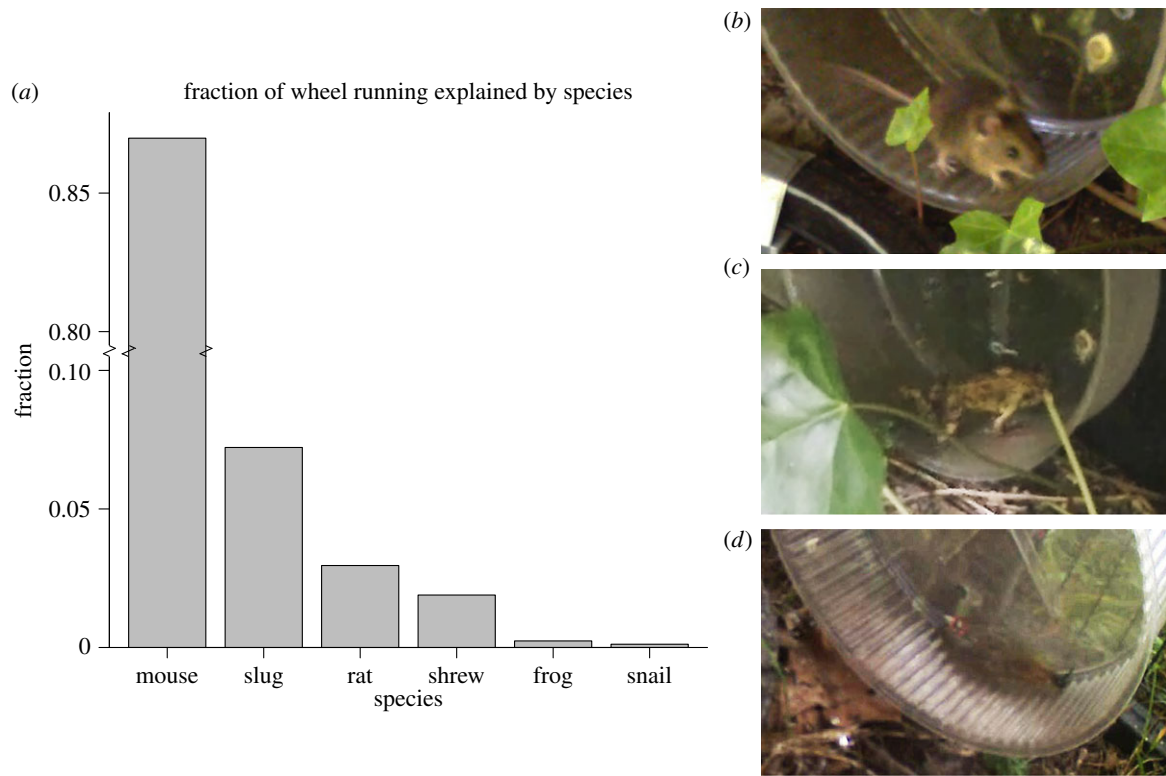 (a)
fraction of wheel running explained by species
fraction
0.85
0.80
0.10
0.05
0
mouse slug rat shrew frog snail
species
(b)
(c)
(d)